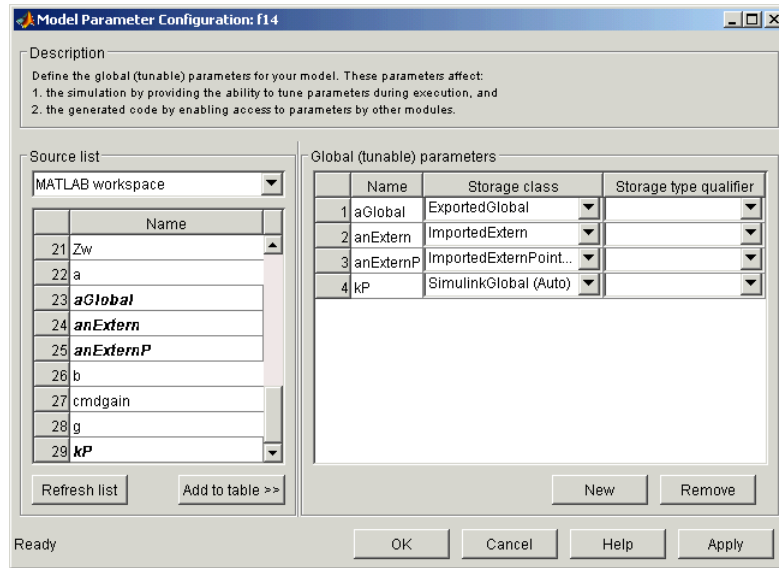 Model Parameter Configuration: f14
Description
Define the global (tunable) parameters for your model. These parameters affect:
1. the simulation by providing the ability to tune parameters during execution, and
2. the generated code by enabling access to parameters by other modules.
Source list
MATLAB workspace
Name
21 Zw
22 a
23 aGlobal
24 anExtern
25 anExternP
26 b
27 cmdgain
28 g
29 kP
Refresh list
Add to table >>
Global (tunable) parameters
Name Storage class Storage type qualifier
1 aGlobal ExportedGlobal
2 anExtern ImportedExtern
3 anExternP ImportedExternPoint...
4 kP SimulinkGlobal (Auto)
New Remove
Ready
OK Cancel Help Apply